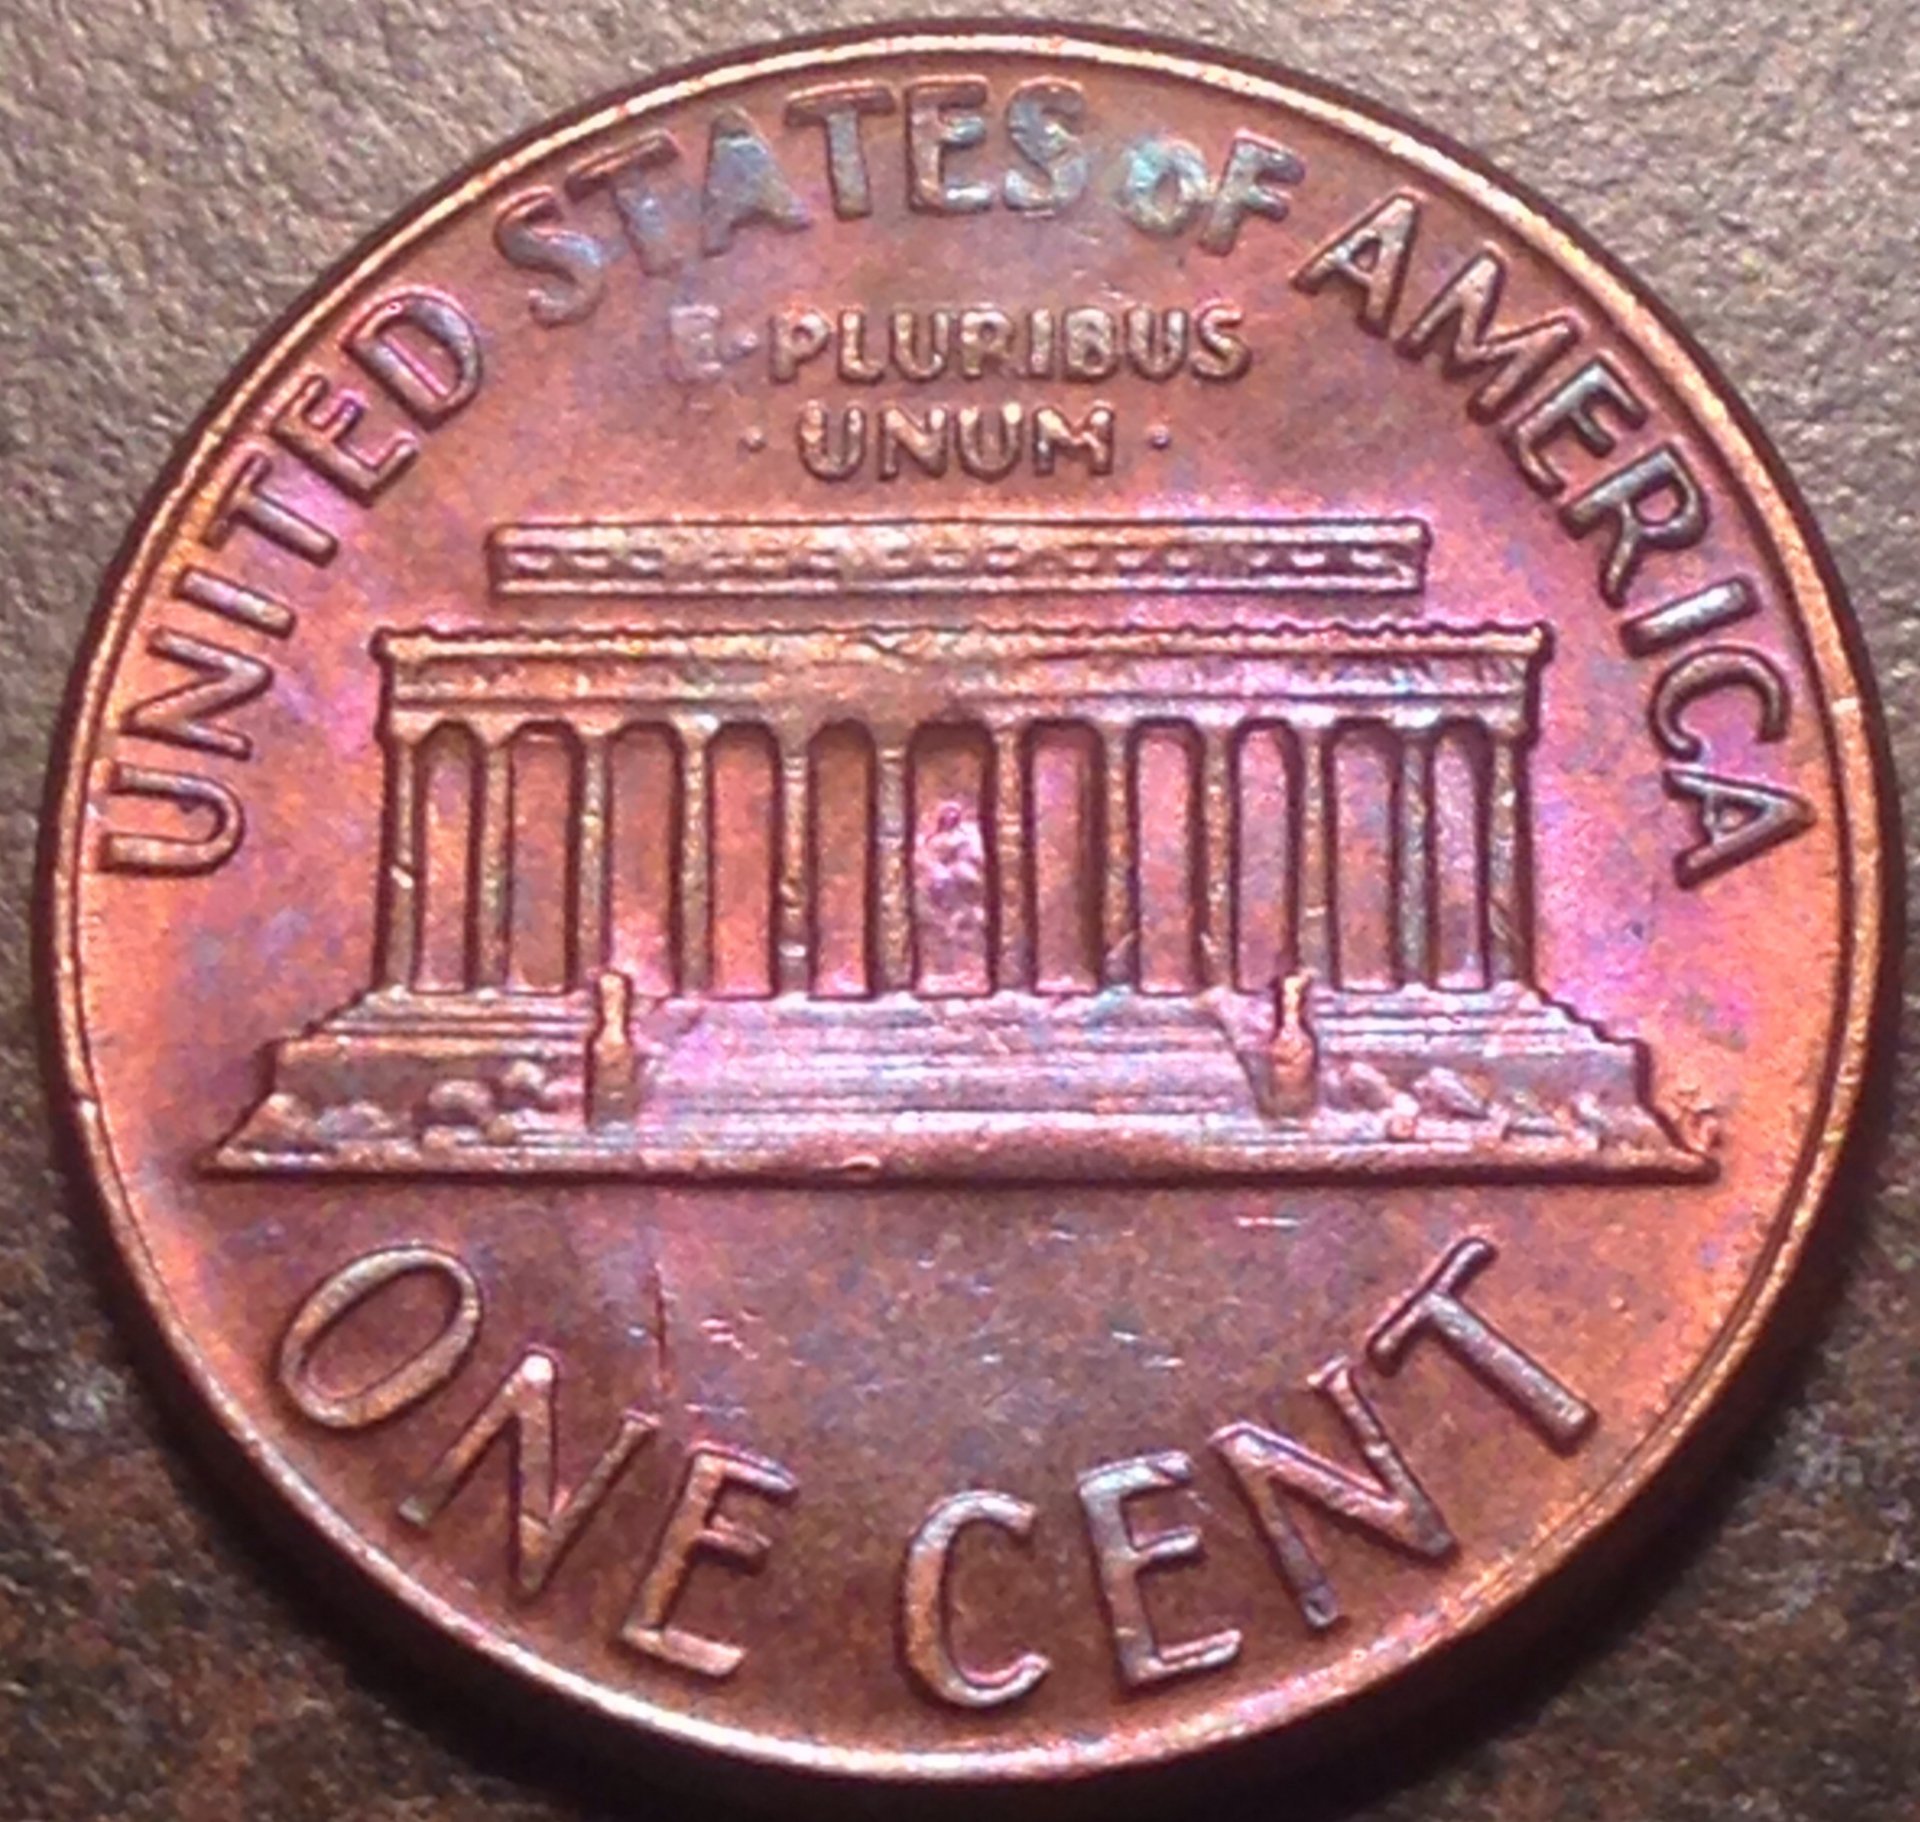 UNITED STATES OF AMERICA
E·PLURIBUS
· UNUM ·
ONE CENT